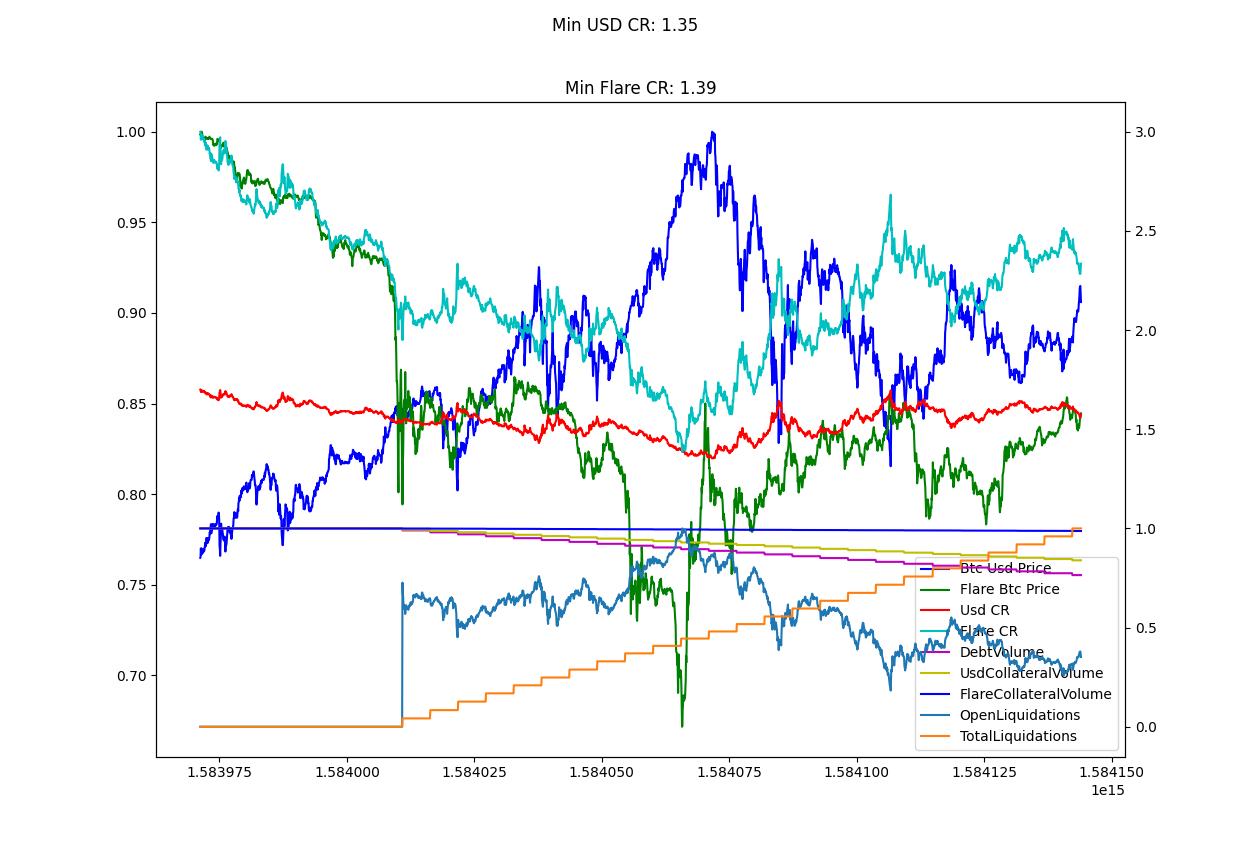 Min USD CR: 1.35
Min Flare CR: 1.39
1.00
0.95
0.90
0.85
0.80
0.75
0.70
3.0
2.5
2.0
1.5
1.0
0.5
0.0
Btc Usd Price
Flare Btc Price
Usd CR
Flare CR
DebtVolume
UsdCollateralVolume
FlareCollateralVolume
OpenLiquidations
TotalLiquidations
1.583975 1.584000 1.584025 1.584050 1.584075 1.584100 1.584125 1.584150
1e15